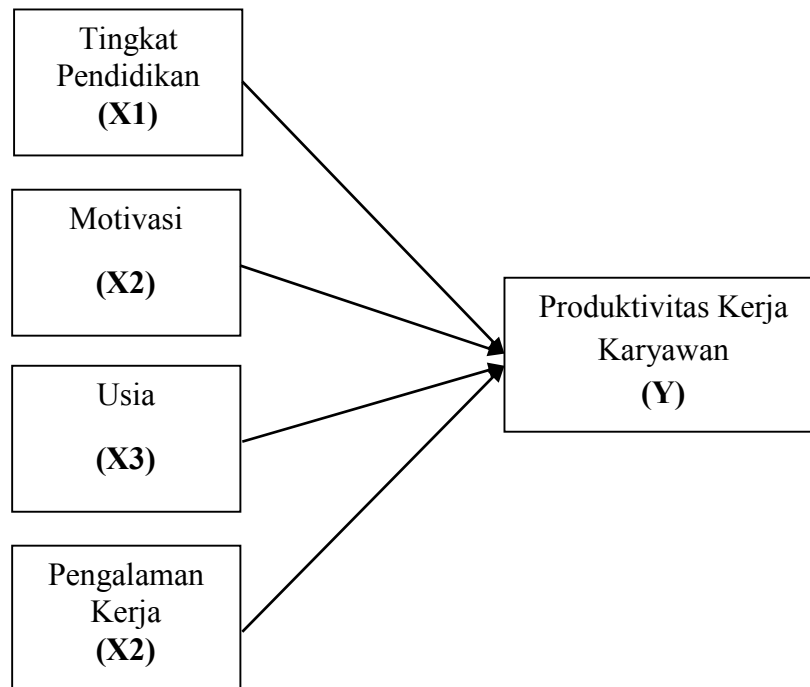 Tingkat
Pendidikan
(X1)
Motivasi
(X2)
Usia
(X3)
Pengalaman
Kerja
(X2)
Produktivitas Kerja
Karyawan
(Y)